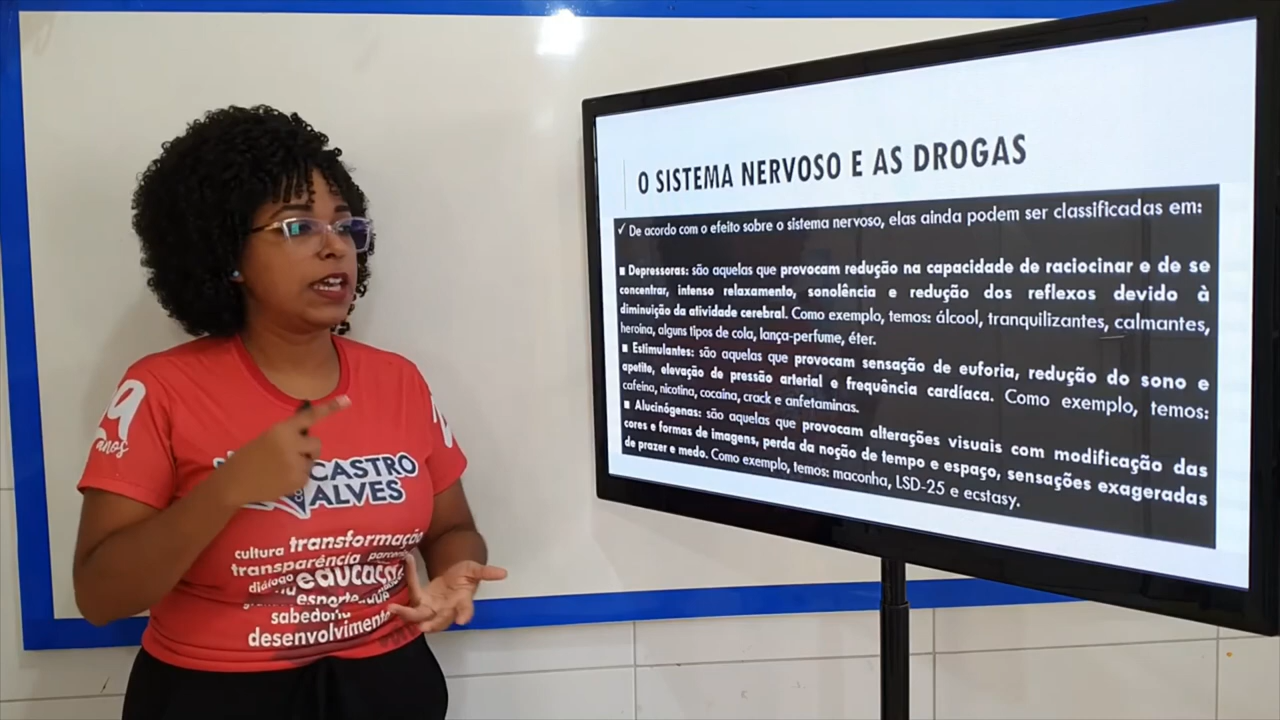 O SISTEMA NERVOSO E AS DROGAS
✓ De acordo com o efeito sobre o sistema nervoso, elas ainda podem ser classificadas em:
■ Depressoras: são aquelas que provocam redução na capacidade de raciocinar e de se
concentrar, intenso relaxamento, sonolência e redução dos reflexos devido à
diminuição da atividade cerebral. Como exemplo, temos: álcool, tranquilizantes, calmantes,
heroína, alguns tipos de cola, lança-perfume, éter.
■ Estimulantes: são aquelas que provocam sensação de euforia, redução do sono e
apetite, elevação de pressão arterial e frequência cardíaca. Como exemplo, temos:
cafeína, nicotina, cocaína, crack e anfetaminas.
■ Alucinógenas: são aquelas que provocam alterações visuais com modificação das
cores e formas de imagens, perda da noção de tempo e espaço, sensações exageradas
de prazer e medo. Como exemplo, temos: maconha, LSD-25 e ecstasy.
anos
CASTRO
ALVES
cultura transformação
transparência
educaç
esporte
sabedoria
desenvolvimento